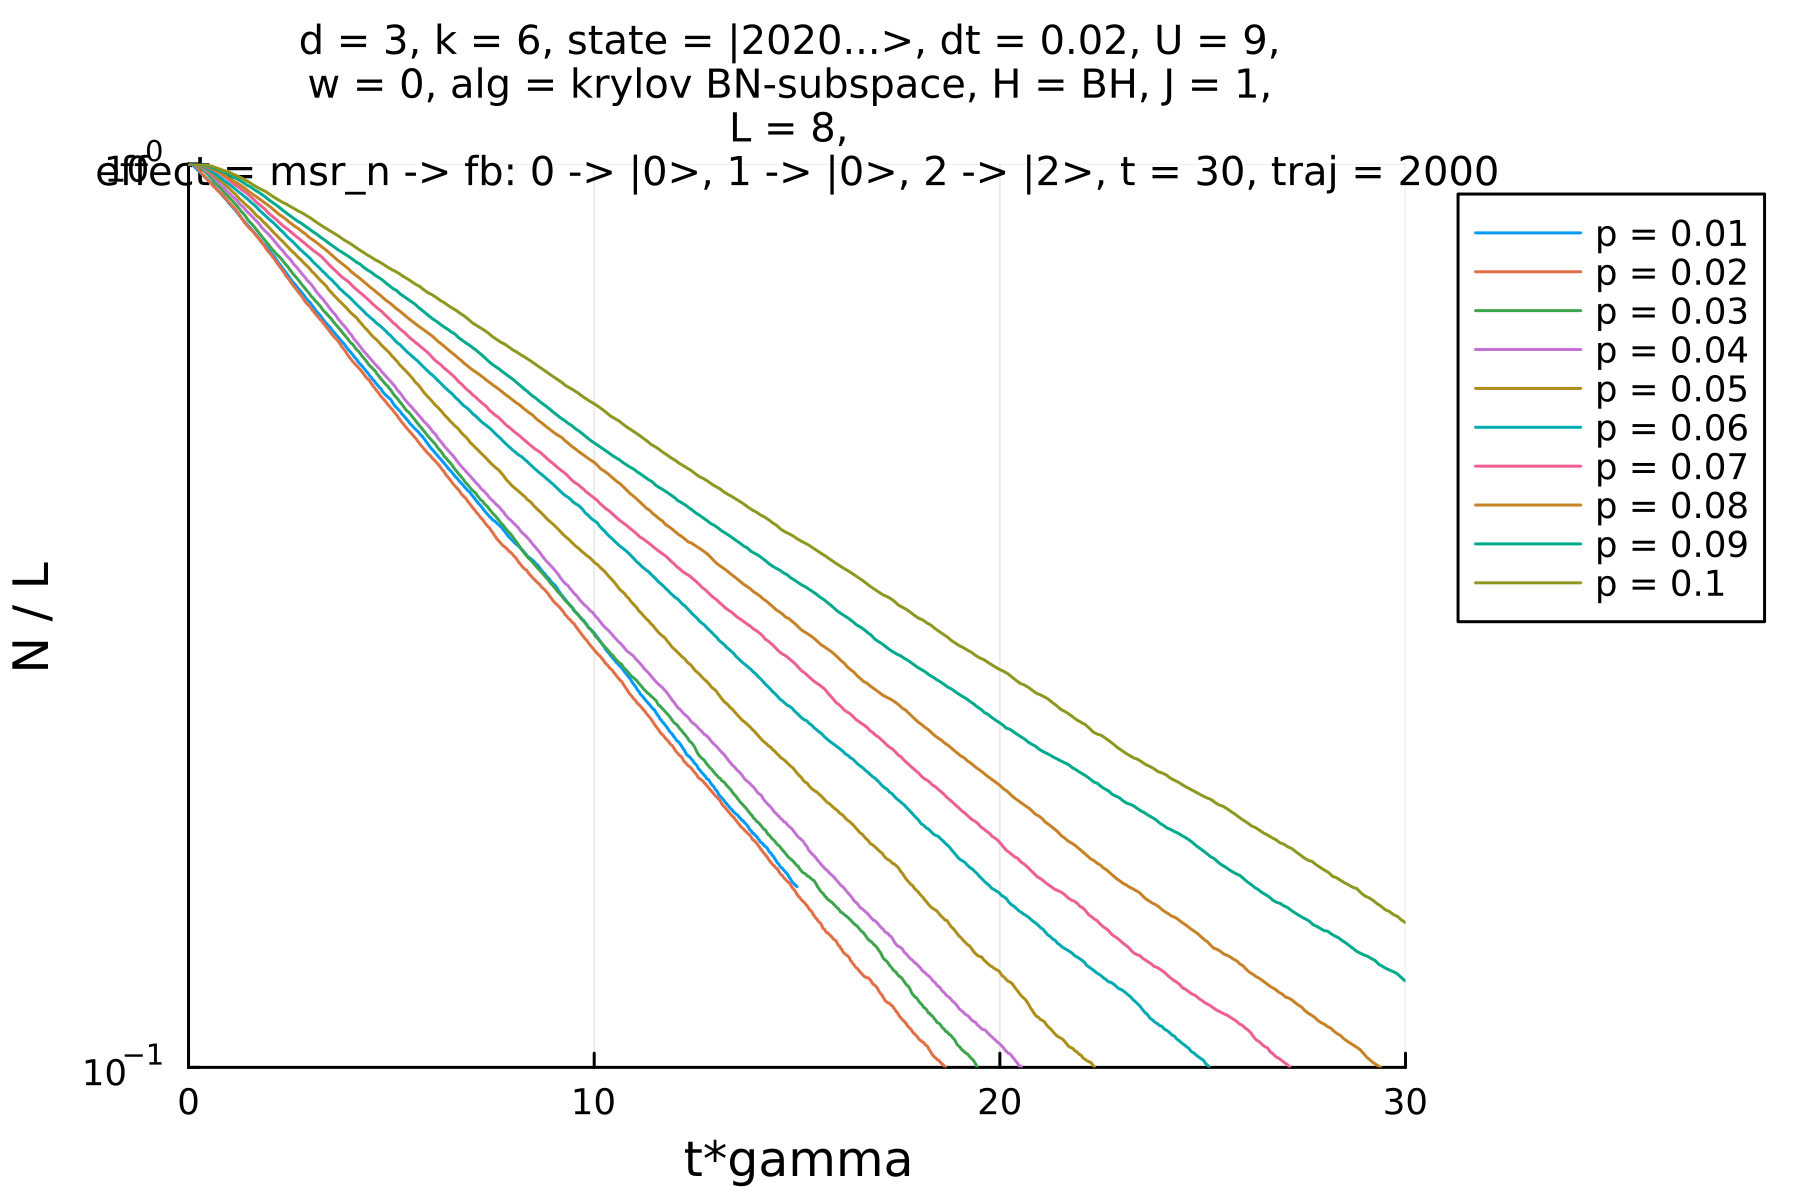 d = 3, k = 6, state = |2020...>, dt = 0.02, U = 9,
w = 0, alg = krylov BN-subspace, H = BH, J = 1,
L = 8,
effect = msr_n -> fb: 0 -> |0>, 1 -> |0>, 2 -> |2>, t = 30, traj = 2000
10⁰
10⁻¹
N / L
0 10 20 30
t*gamma
p = 0.01
p = 0.02
p = 0.03
p = 0.04
p = 0.05
p = 0.06
p = 0.07
p = 0.08
p = 0.09
p = 0.1